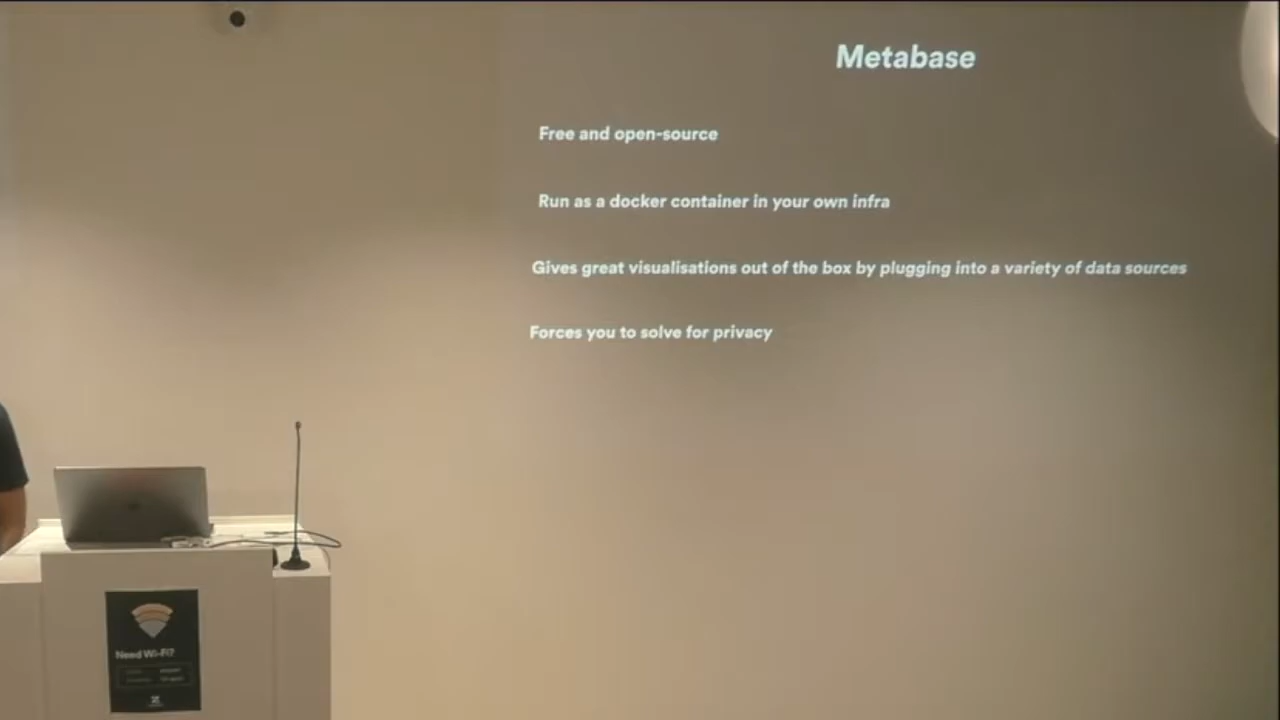 Metabase
Free and open-source
Run as a docker container in your own infra
Gives great visualisations out of the box by plugging into a variety of data sources
Forces you to solve for privacy
Need Wi-Fi?